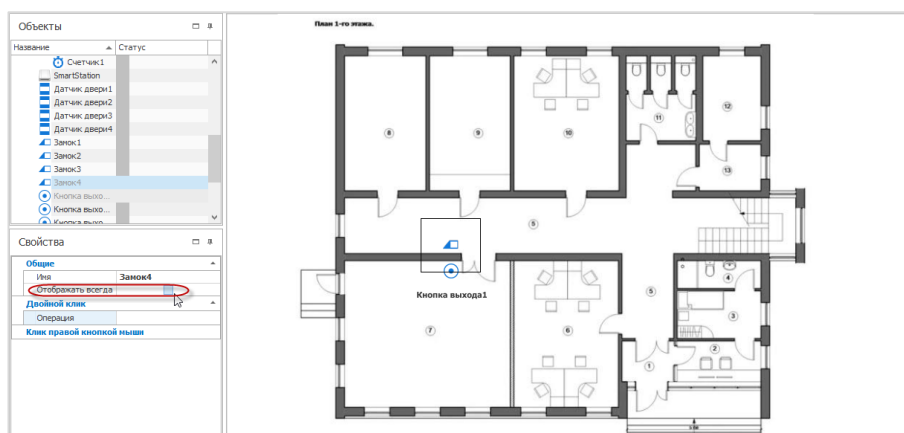 Объекты
Название Статус
Счетчик1
SmartStation
Датчик двери1
Датчик двери2
Датчик двери3
Датчик двери4
Замок1
Замок2
Замок3
Замок4
Кнопка выхо...
Кнопка выхо...
Кнопка выхо...
Свойства
Общие
Имя Замок4
Отображать всегда
Двойной клик
Операция
Клик правой кнопкой мыши
План 1-го этажа.
8
9
10
11
12
13
5
Кнопка выхода1
7
6
5
4
3
2
1